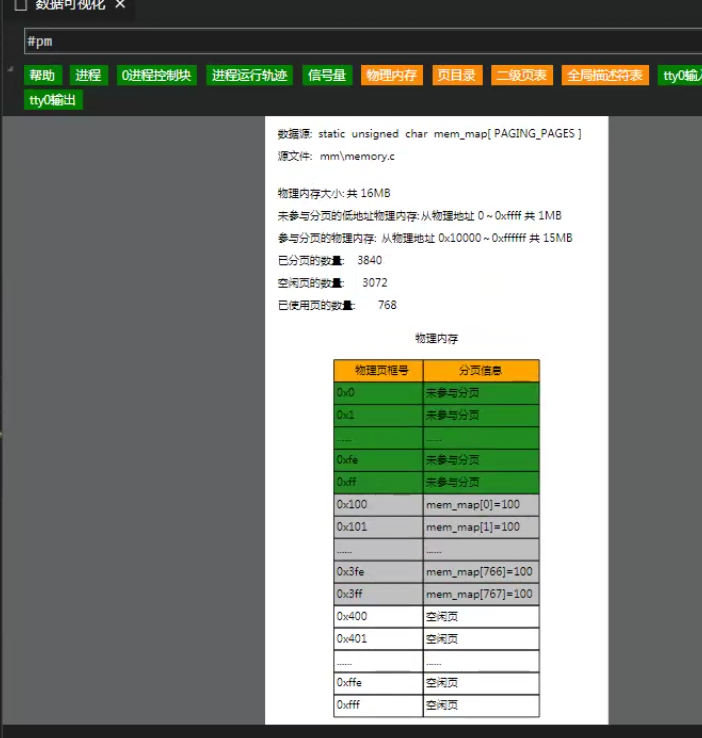 数据可视化 ×
#pm
帮助 进程 0进程控制块 进程运行轨迹 信号量 物理内存 页目录 二级页表 全局描述符表 tty0输入
tty0输出
数据源: static unsigned char mem_map[ PAGING_PAGES ]
源文件: mm\memory.c
物理内存大小: 共 16MB
未参与分页的低地址物理内存: 从物理地址 0 ~ 0xffff 共 1MB
参与分页的物理内存: 从物理地址 0x10000 ~ 0xffffff 共 15MB
已分页的数量: 3840
空闲页的数量: 3072
已使用页的数量: 768
物理内存
物理页框号 分页信息
0x0 未参与分页
0x1 未参与分页
...... ......
0xfe 未参与分页
0xff 未参与分页
0x100 mem_map[0]=100
0x101 mem_map[1]=100
...... ......
0x3fe mem_map[766]=100
0x3ff mem_map[767]=100
0x400 空闲页
0x401 空闲页
...... ......
0xffe 空闲页
0xfff 空闲页